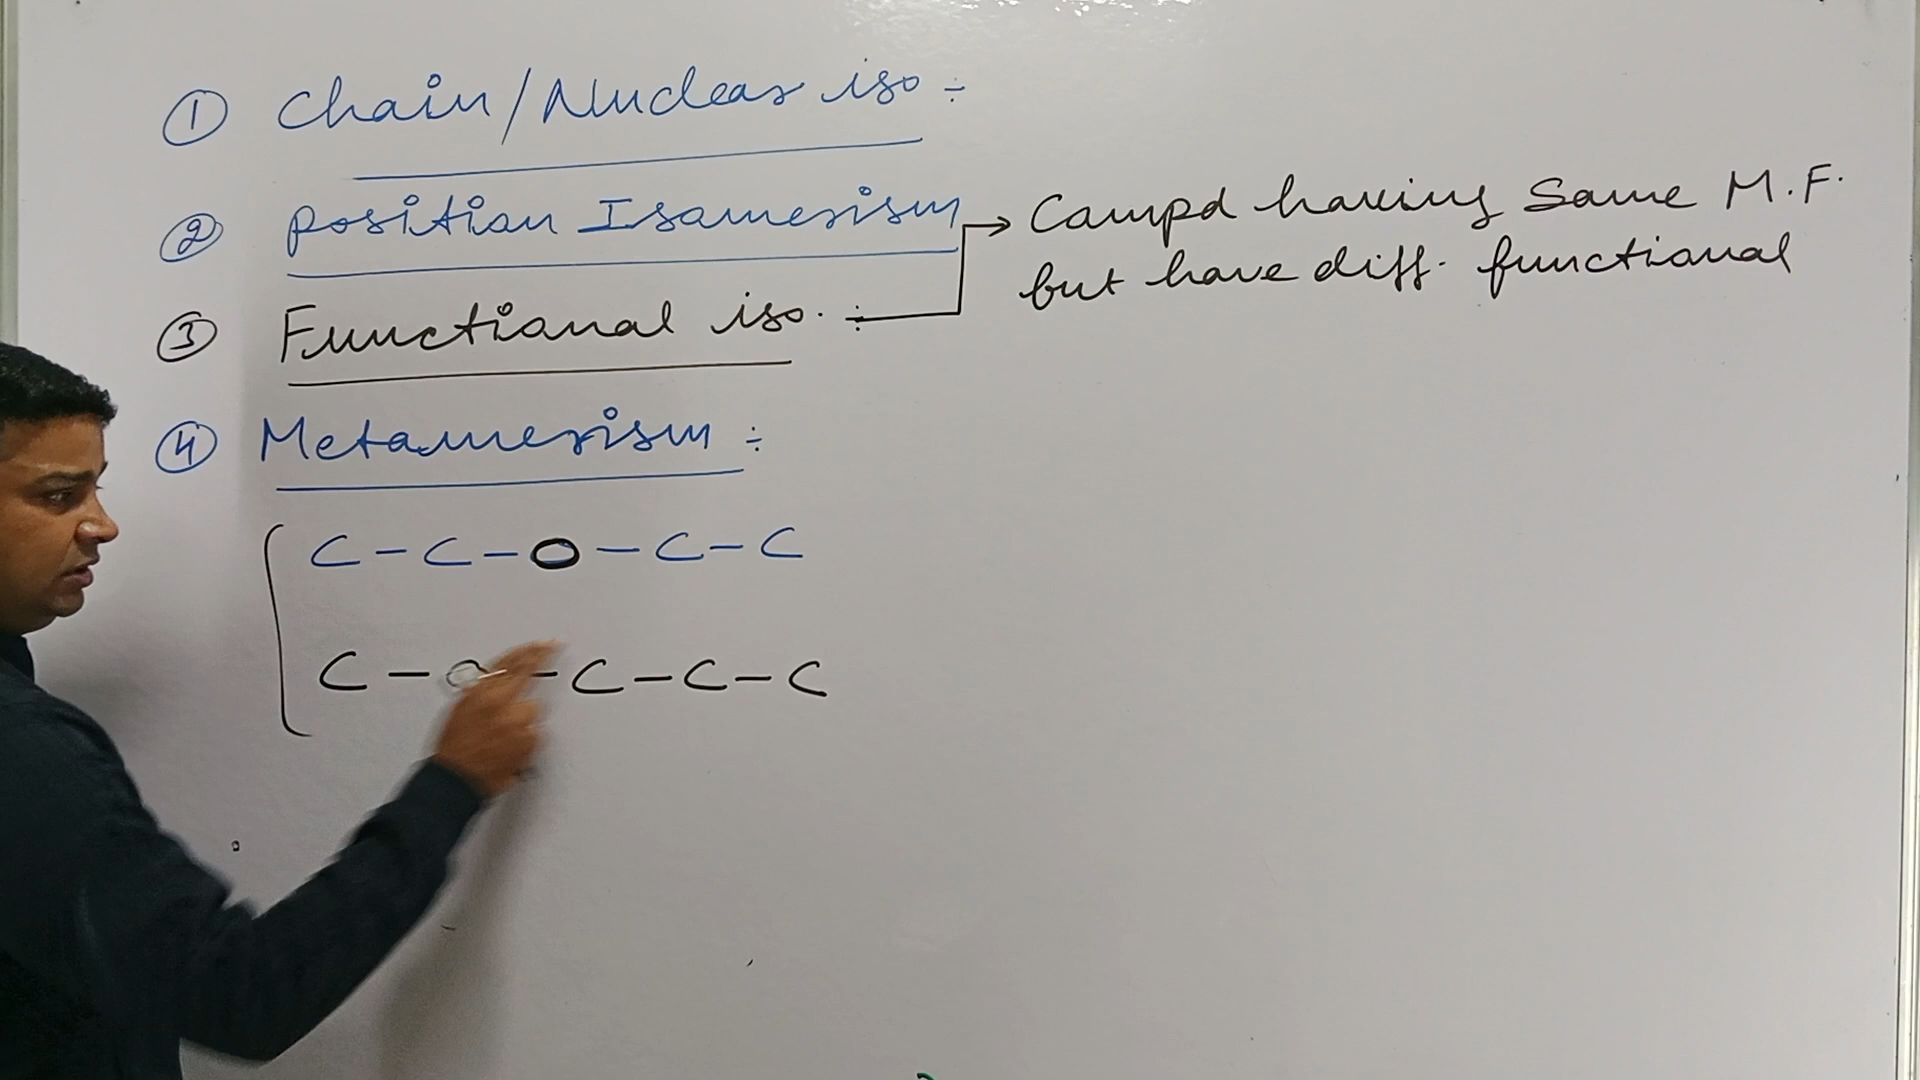 ① Chain/Nuclear iso ÷
② position Isomerism
③ Functional iso. ÷
→ Compd having same M.F.
but have diff. functional
④ Metamerism ÷
C - C - O - C - C
C - O - C - C - C